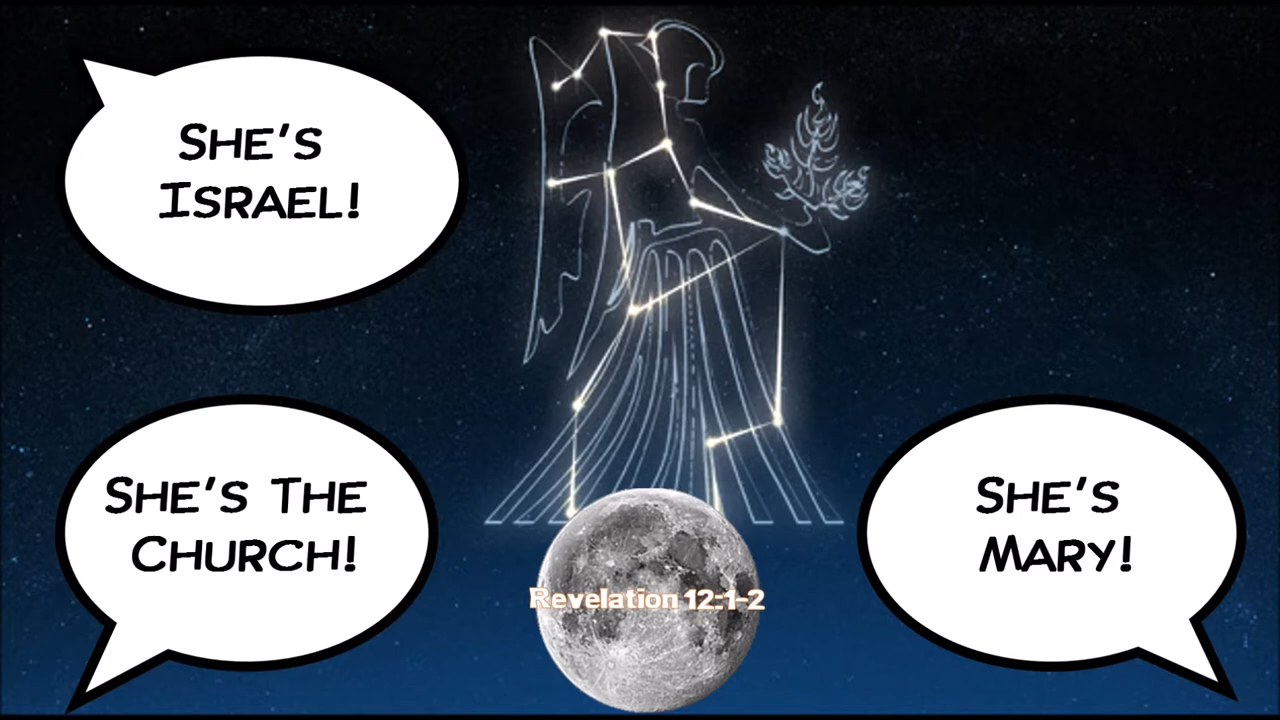 She's
Israel!
She's The
Church!
She's
Mary!
Revelation 12:1-2